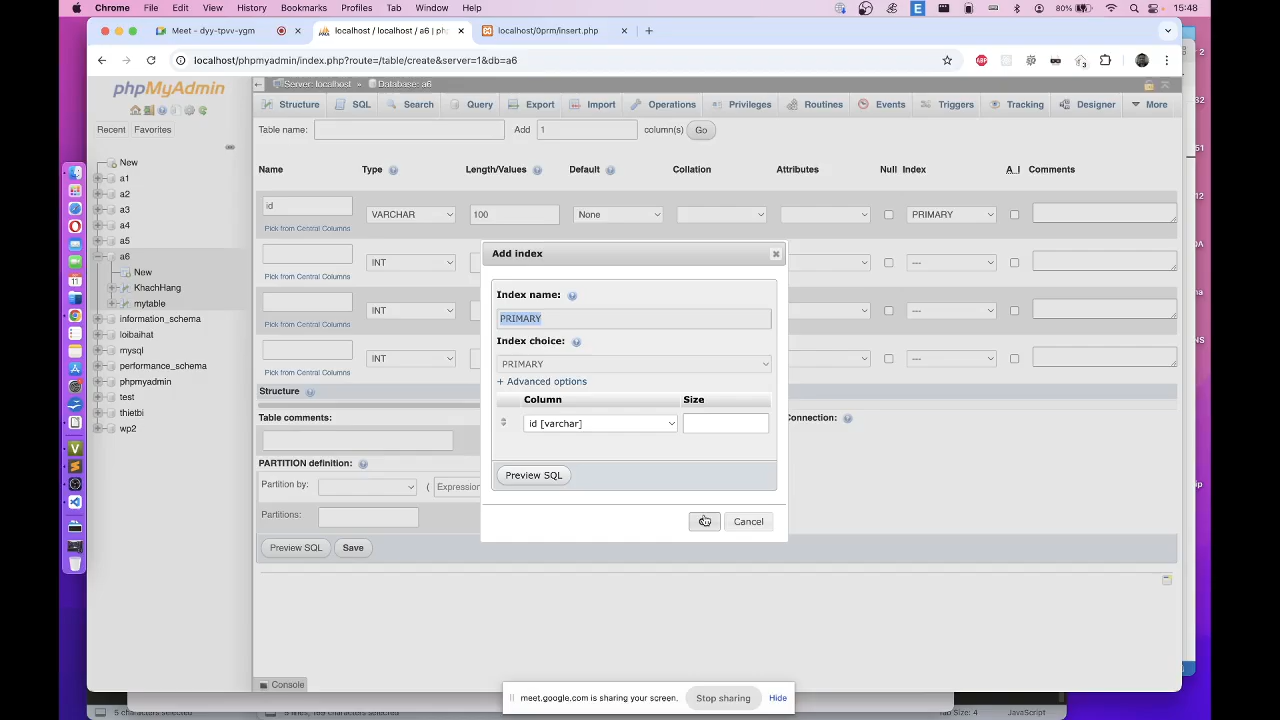 Chrome File Edit View History Bookmarks Profiles Tab Window Help 80% 15:48
Meet - dyy-tpvv-ygm localhost / localhost / a6 | php localhost/0prm/insert.php
localhost/phpmyadmin/index.php?route=/table/create&server=1&db=a6
phpMyAdmin
Recent Favorites
New
a1
a2
a3
a4
a5
a6
New
KhachHang
mytable
information_schema
loibaihat
mysql
performance_schema
phpmyadmin
test
thietbi
wp2
Server: localhost » Database: a6
Structure SQL Search Query Export Import Operations Privileges Routines Events Triggers Tracking Designer More
Table name: Add 1 column(s) Go
Name Type Length/Values Default Collation Attributes Null Index A_I Comments
id VARCHAR 100 None PRIMARY
Pick from Central Columns
INT ---
Pick from Central Columns
INT ---
Pick from Central Columns
INT ---
Pick from Central Columns
Structure
Table comments: Connection:
PARTITION definition:
Partition by: ( Expression
Partitions:
Preview SQL Save
Add index
Index name:
PRIMARY
Index choice:
PRIMARY
+ Advanced options
Column Size
id [varchar]
Preview SQL
Cancel
Console
meet.google.com is sharing your screen. Stop sharing Hide
5 characters selected
Tab Size: 4 JavaScript